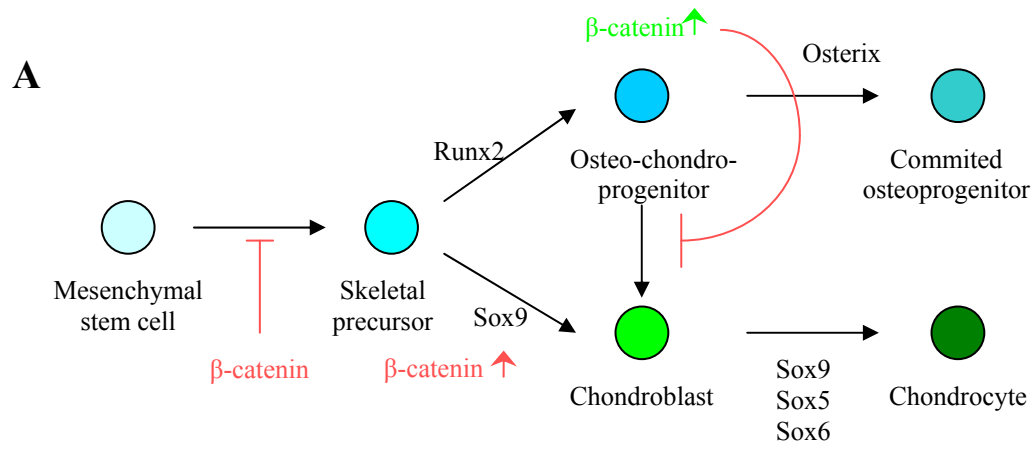 A
β-catenin
Osterix
Runx2
Osteo-chondro-
progenitor
Commited
osteoprogenitor
Mesenchymal
stem cell
Skeletal
precursor
Sox9
β-catenin
β-catenin
Chondroblast
Sox9
Sox5
Sox6
Chondrocyte